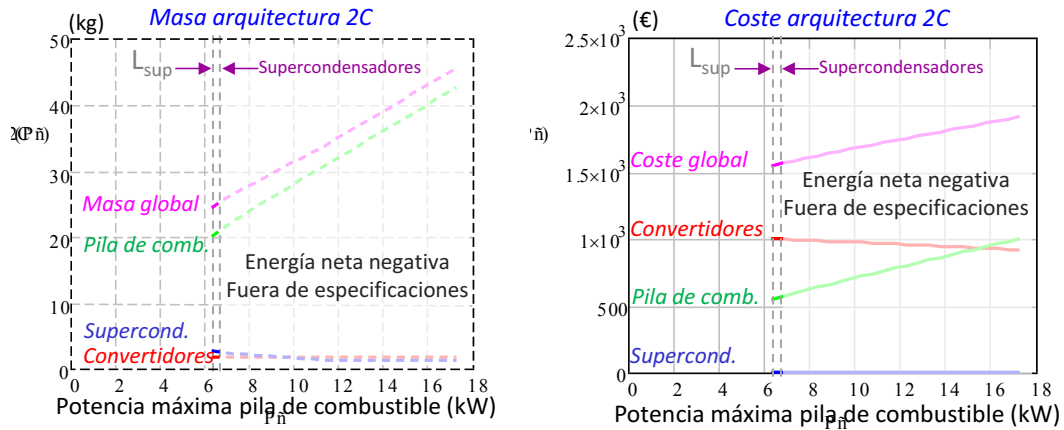 Masa arquitectura 2C
(kg)
50
40
30
20
10
0
L_sup
Supercondensadores
Masa global
Pila de comb.
Energía neta negativa
Fuera de especificaciones
Supercond.
Convertidores
0 2 4 6 8 10 12 14 16 18
Pñ
Potencia máxima pila de combustible (kW)
Coste arquitectura 2C
(€)
2.5×10³
2×10³
1.5×10³
1×10³
500
0
L_sup
Supercondensadores
Coste global
Energía neta negativa
Fuera de especificaciones
Convertidores
Pila de comb.
Supercond.
0 2 4 6 8 10 12 14 16 18
Pñ
Potencia máxima pila de combustible (kW)